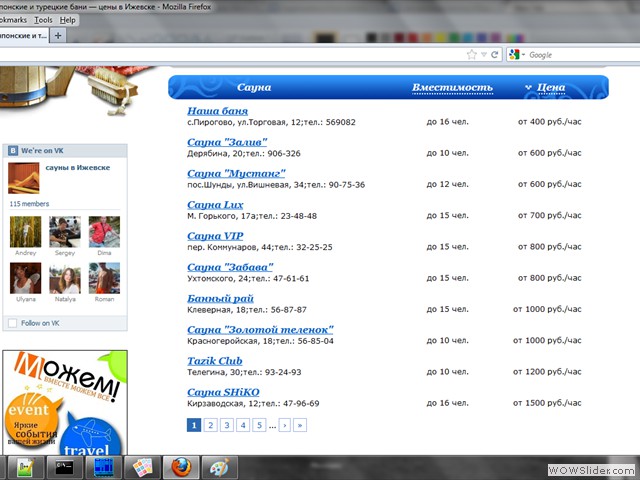 понские и турецкие бани — цены в Ижевске - Mozilla Firefox
okmarks Tools Help
понские и т...
Google
Сауна Вместимость Цена
Наша баня
с.Пирогово, ул.Торговая, 12;тел.: 569082 до 16 чел. от 400 руб./час
Сауна "Залив"
Дерябина, 20;тел.: 906-326 до 10 чел. от 600 руб./час
Сауна "Мустанг"
пос.Шунды, ул.Вишневая, 34;тел.: 90-75-36 до 12 чел. от 600 руб./час
Сауна Lux
М. Горького, 17а;тел.: 23-48-48 до 15 чел. от 700 руб./час
Сауна VIP
пер. Коммунаров, 44;тел.: 32-25-25 до 15 чел. от 800 руб./час
Сауна "Забава"
Ухтомского, 24;тел.: 47-61-61 до 15 чел. от 800 руб./час
Банный рай
Клеверная, 18;тел.: 56-87-87 до 15 чел. от 1000 руб./час
Сауна "Золотой теленок"
Красногеройская, 18;тел.: 56-85-04 до 10 чел. от 1000 руб./час
Tazik Club
Телегина, 30;тел.: 93-24-93 до 10 чел. от 1200 руб./час
Сауна SHiKO
Кирзаводская, 12;тел.: 47-96-69 до 16 чел. от 1500 руб./час
1 2 3 4 5 ... › »
B We're on VK
сауны в Ижевске
115 members
Andrey Sergey Dima
Ulyana Natalya Roman
Follow on VK
Можем!
ВМЕСТЕ МОЖЕМ ВСЁ
event
Яркие
события
вашей жизни
travel
WOWSlider.com